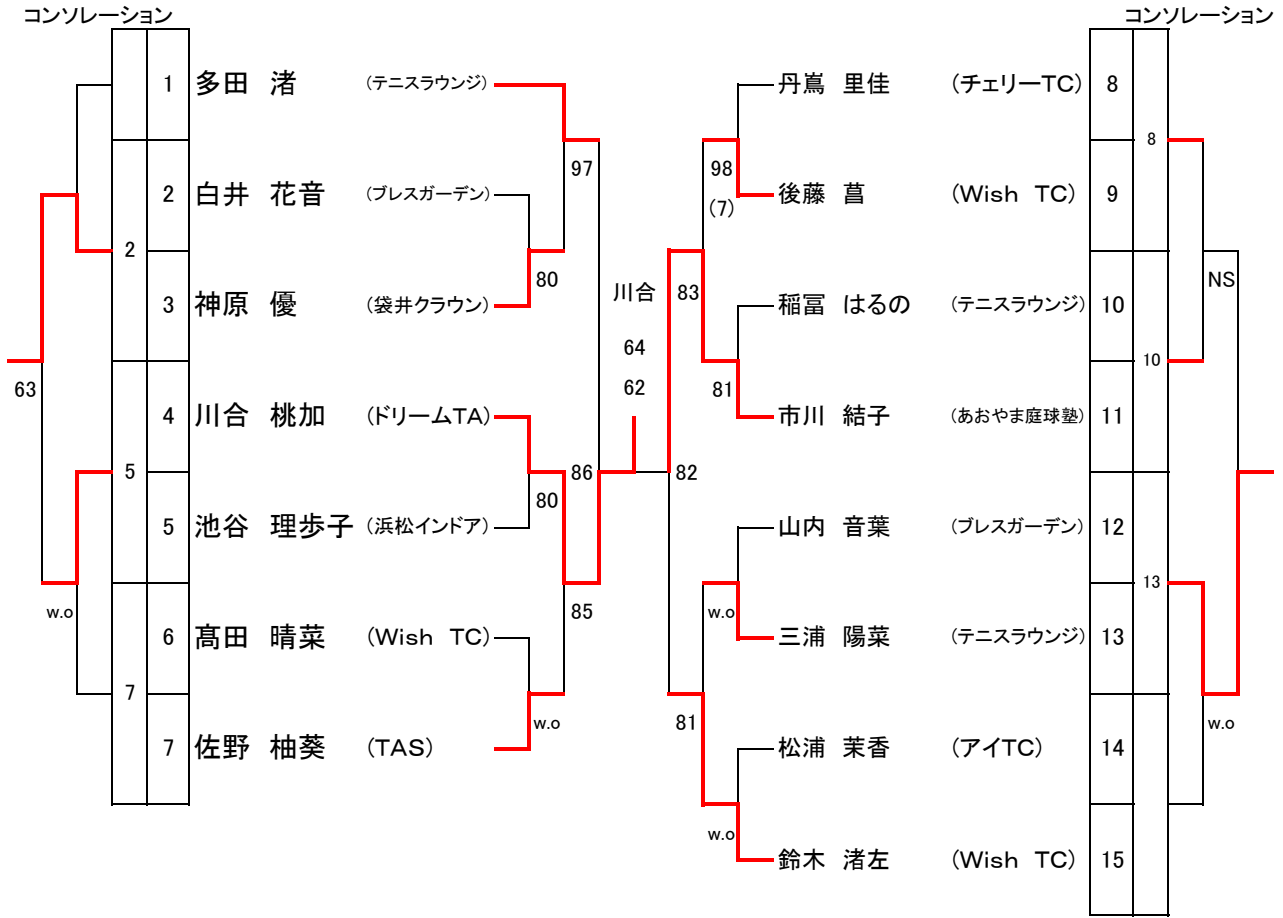 コンソレーション
コンソレーション
1 多田 渚 (テニスラウンジ)
2 白井 花音 (ブレスガーデン)
3 神原 優 (袋井クラウン)
4 川合 桃加 (ドリームTA)
5 池谷 理歩子 (浜松インドア)
6 髙田 晴菜 (Wish TC)
7 佐野 柚葵 (TAS)
2
5
7
63
w.o
97
80
86
80
85
w.o
川合
64
62
98
(7)
83
81
82
w.o
81
w.o
丹嶌 里佳 (チェリーTC) 8
後藤 菖 (Wish TC) 9
稲冨 はるの (テニスラウンジ) 10
市川 結子 (あおやま庭球塾) 11
山内 音葉 (ブレスガーデン) 12
三浦 陽菜 (テニスラウンジ) 13
松浦 茉香 (アイTC) 14
鈴木 渚左 (Wish TC) 15
8
10
13
NS
w.o